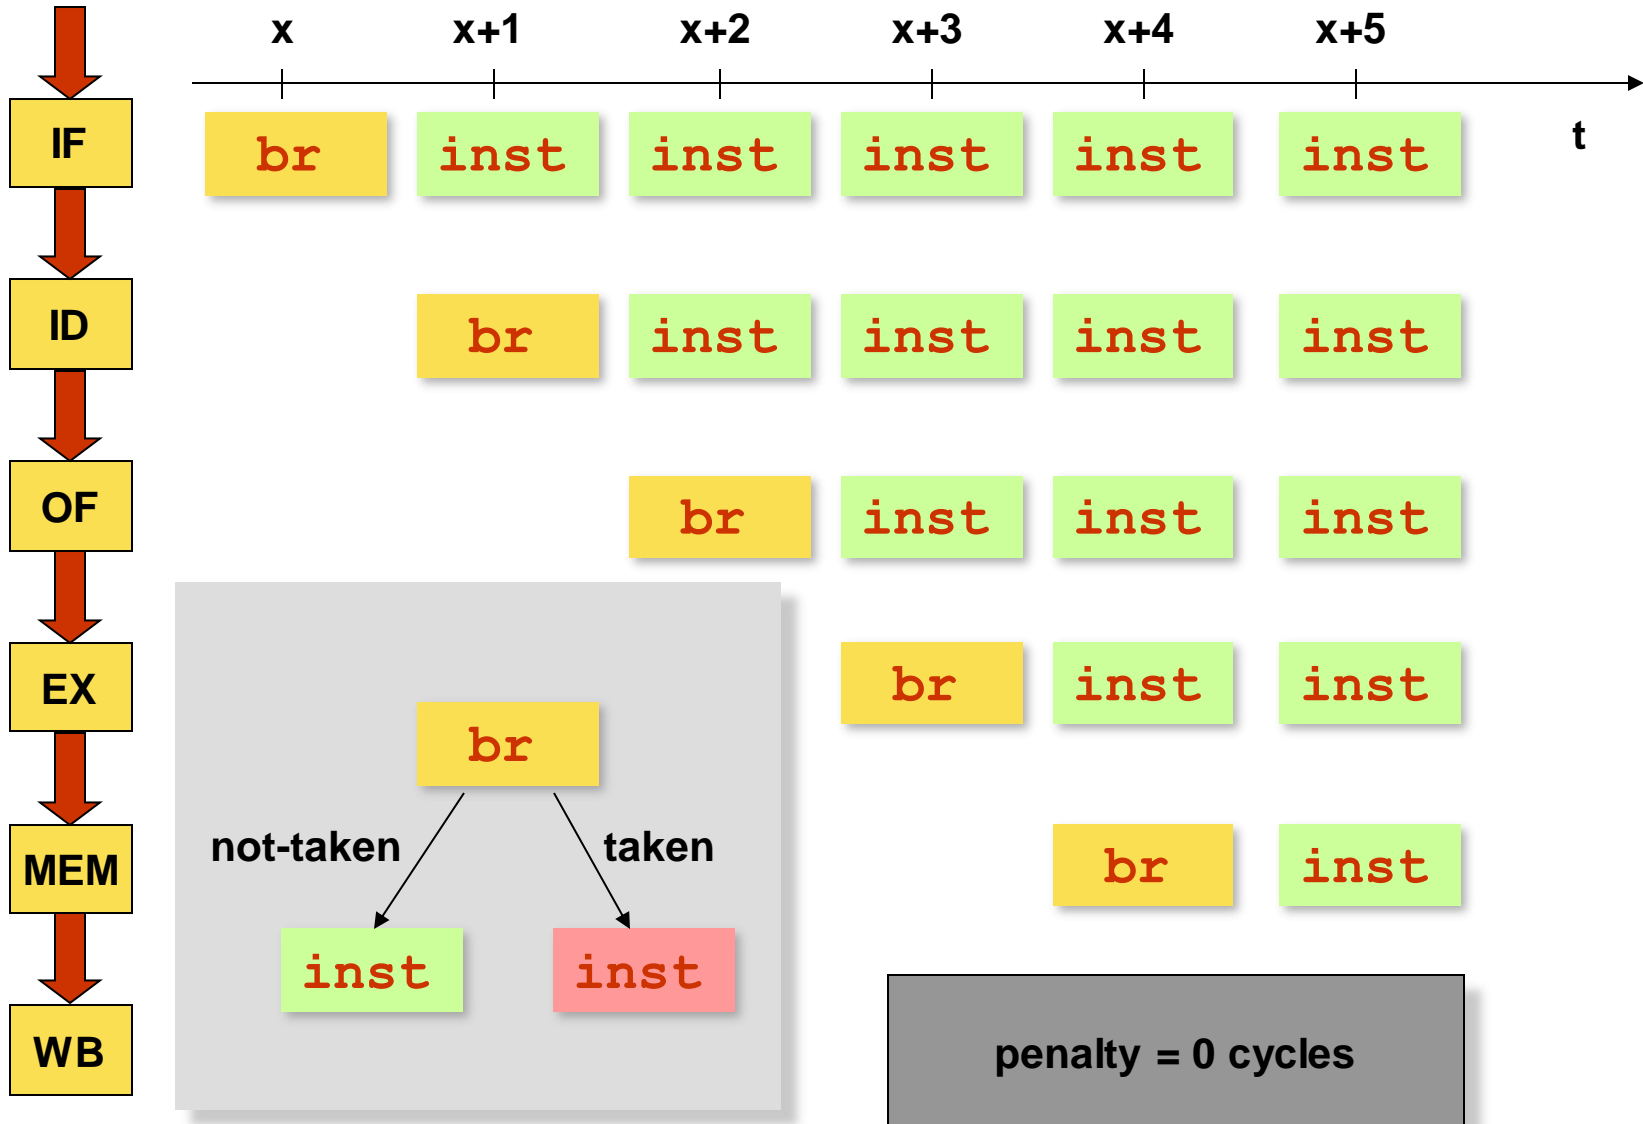 x x+1 x+2 x+3 x+4 x+5
t
IF br inst inst inst inst inst
ID br inst inst inst inst
OF br inst inst inst
EX br inst inst
MEM br inst
WB
br
not-taken taken
inst inst
penalty = 0 cycles